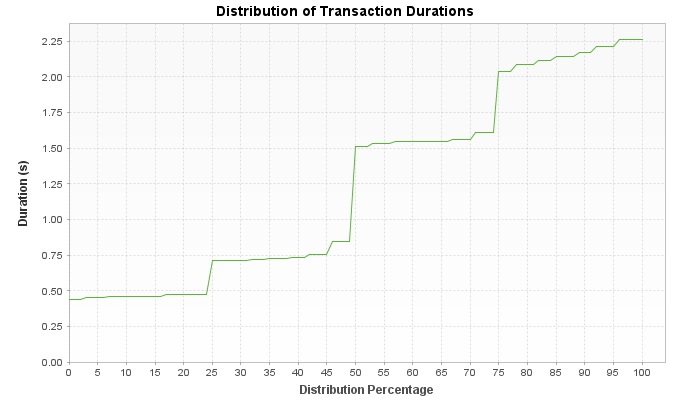 Distribution of Transaction Durations
Duration (s)
2.25
2.00
1.75
1.50
1.25
1.00
0.75
0.50
0.25
0.00
0 5 10 15 20 25 30 35 40 45 50 55 60 65 70 75 80 85 90 95 100
Distribution Percentage